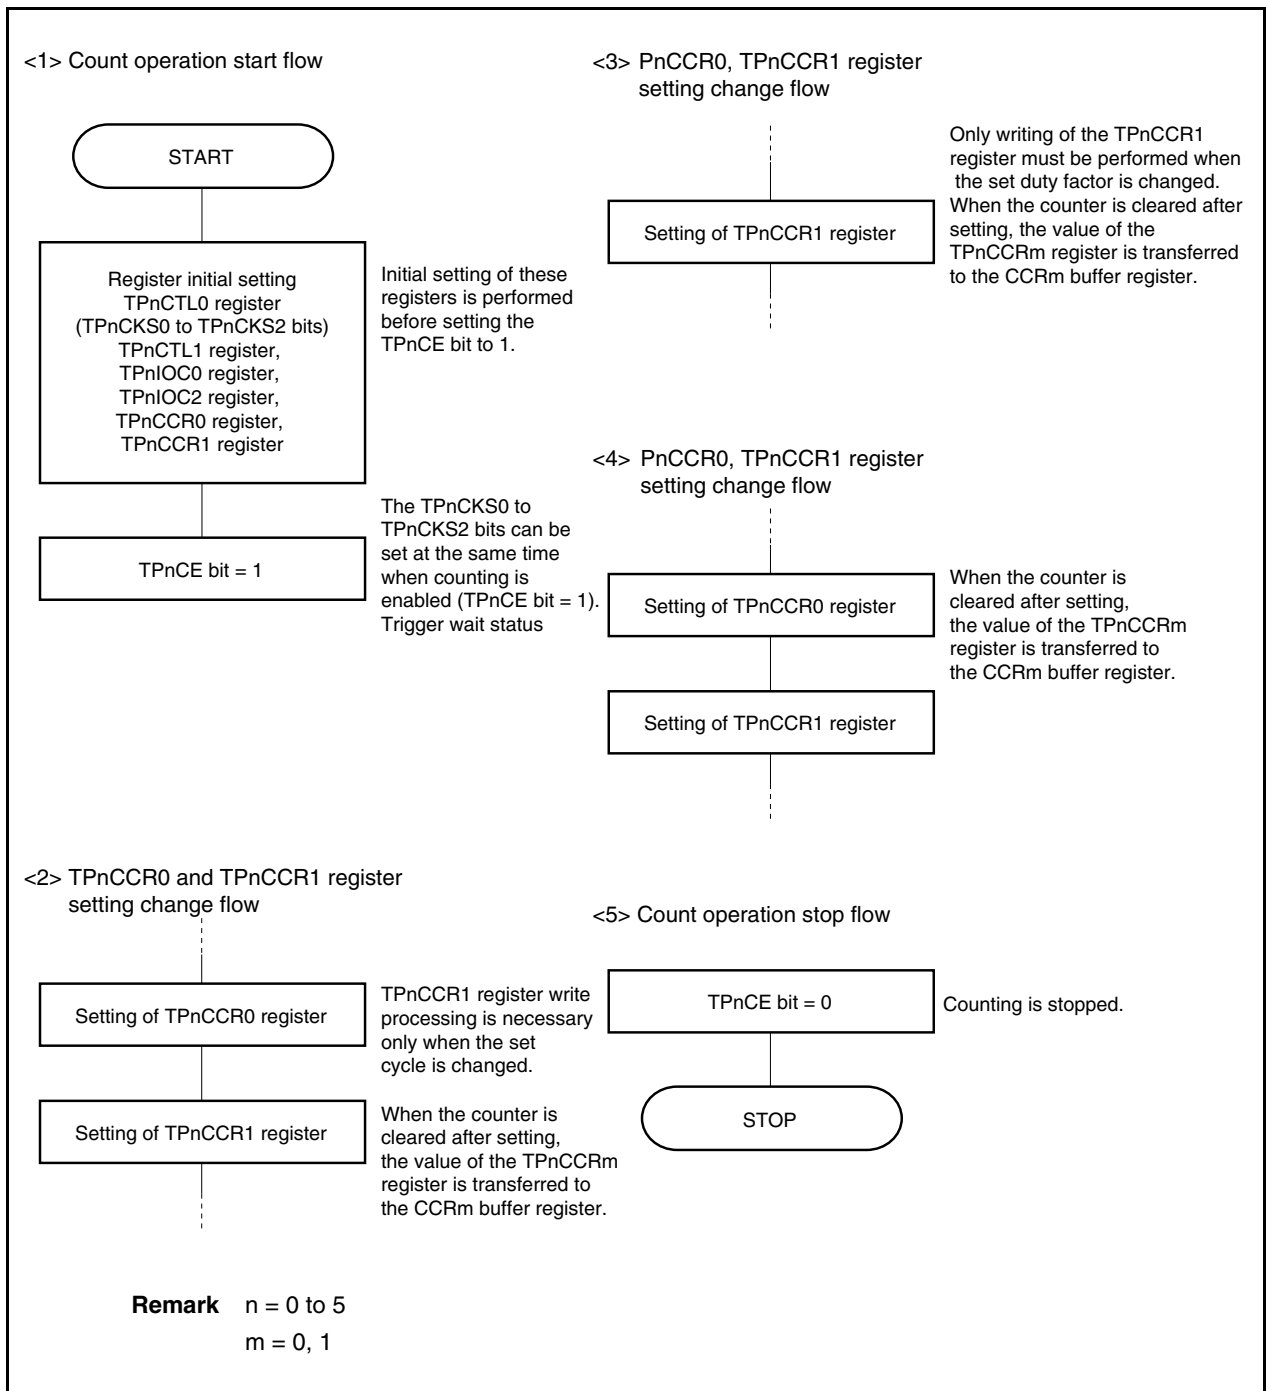 <1> Count operation start flow
START
Register initial setting
TPnCTL0 register
(TPnCKS0 to TPnCKS2 bits)
TPnCTL1 register,
TPnIOC0 register,
TPnIOC2 register,
TPnCCR0 register,
TPnCCR1 register
Initial setting of these
registers is performed
before setting the
TPnCE bit to 1.
TPnCE bit = 1
The TPnCKS0 to
TPnCKS2 bits can be
set at the same time
when counting is
enabled (TPnCE bit = 1).
Trigger wait status
<2> TPnCCR0 and TPnCCR1 register
setting change flow
Setting of TPnCCR0 register
TPnCCR1 register write
processing is necessary
only when the set
cycle is changed.
Setting of TPnCCR1 register
When the counter is
cleared after setting,
the value of the TPnCCRm
register is transferred to
the CCRm buffer register.
<3> PnCCR0, TPnCCR1 register
setting change flow
Setting of TPnCCR1 register
Only writing of the TPnCCR1
register must be performed when
the set duty factor is changed.
When the counter is cleared after
setting, the value of the
TPnCCRm register is transferred
to the CCRm buffer register.
<4> PnCCR0, TPnCCR1 register
setting change flow
Setting of TPnCCR0 register
When the counter is
cleared after setting,
the value of the TPnCCRm
register is transferred to
the CCRm buffer register.
Setting of TPnCCR1 register
<5> Count operation stop flow
TPnCE bit = 0
Counting is stopped.
STOP
Remark n = 0 to 5
m = 0, 1